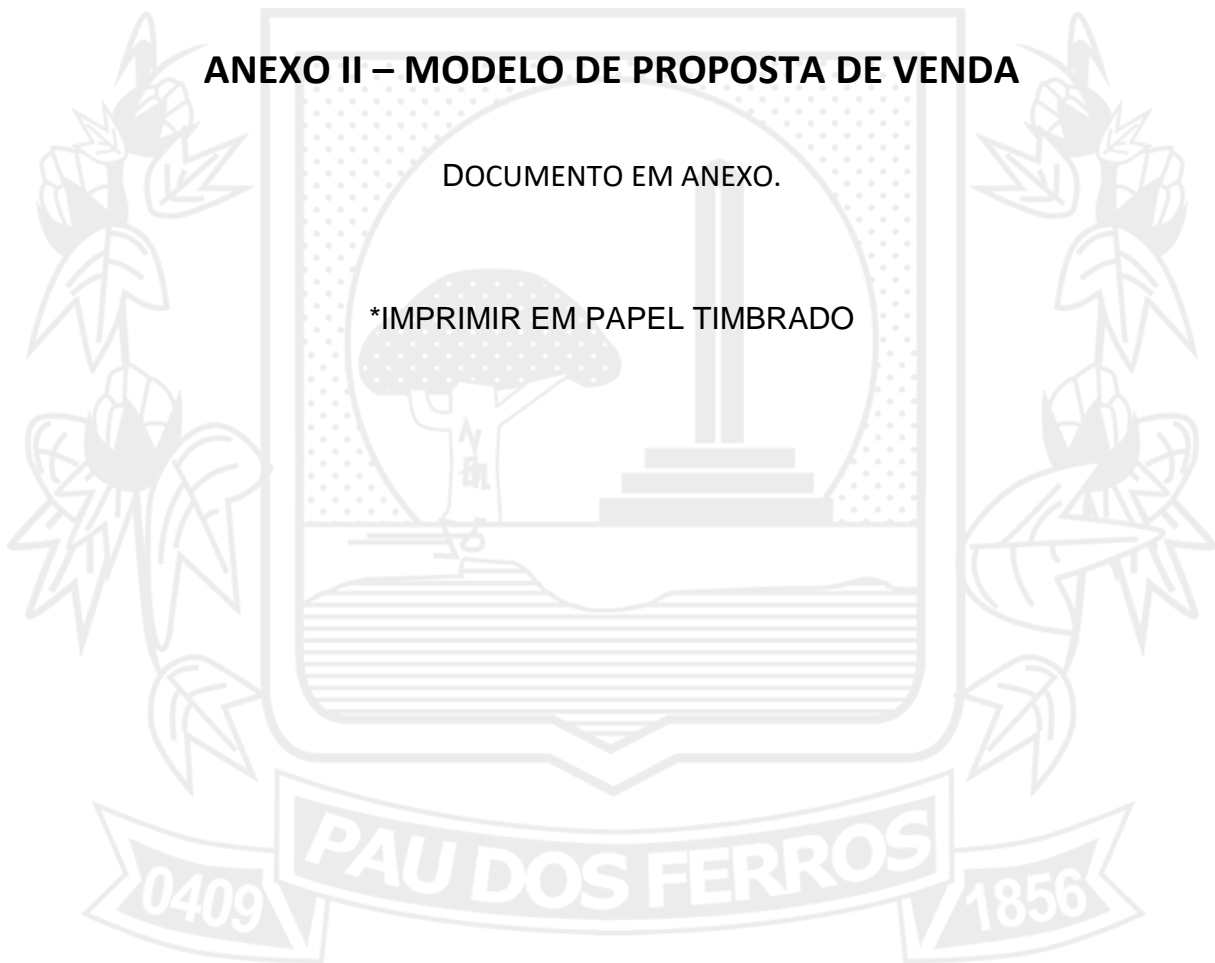 ANEXO II – MODELO DE PROPOSTA DE VENDA
DOCUMENTO EM ANEXO.
*IMPRIMIR EM PAPEL TIMBRADO
PAU DOS FERROS
0409
1856